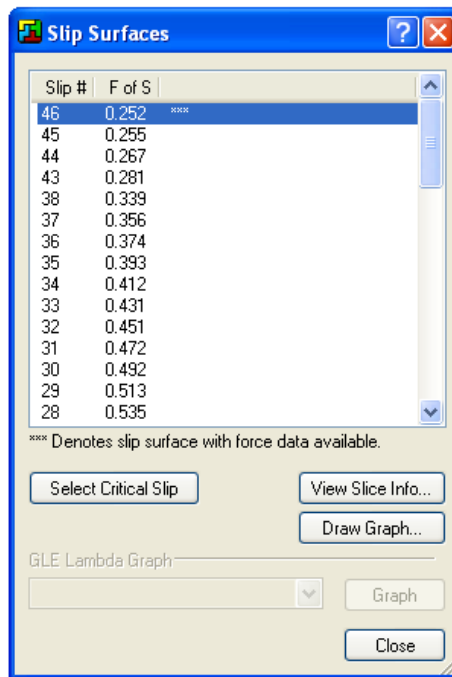 Slip Surfaces
Slip # F of S
46 0.252 ***
45 0.255
44 0.267
43 0.281
38 0.339
37 0.356
36 0.374
35 0.393
34 0.412
33 0.431
32 0.451
31 0.472
30 0.492
29 0.513
28 0.535
*** Denotes slip surface with force data available.
Select Critical Slip View Slice Info...
Draw Graph...
GLE Lambda Graph
Graph
Close